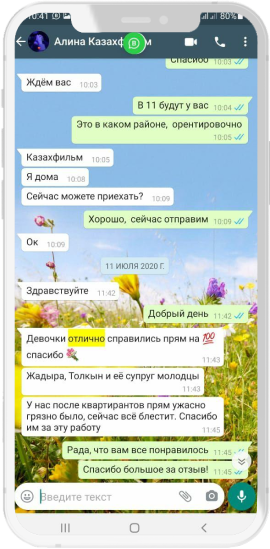 10:41
80%
Алина Казахфильм
Спасибо 10:03
Ждём вас 10:03
В 11 будут у вас 10:04
Это в каком районе, орентировочно
10:05
Казахфильм 10:05
Я дома 10:08
Сейчас можете приехать? 10:09
Хорошо, сейчас отправим 10:09
Ок 10:09
11 ИЮЛЯ 2020 Г.
Здравствуйте 11:42
Добрый день 11:42
Девочки отлично справились прям на 💯
спасибо 💐 11:43
Жадыра, Толкын и её супруг молодцы
11:43
У нас после квартирантов прям ужасно
грязно было, сейчас всё блестит. Спасибо
им за эту работу 11:45
Рада, что вам все понравилось 11:45
Спасибо большое за отзыв! 11:45
Введите текст